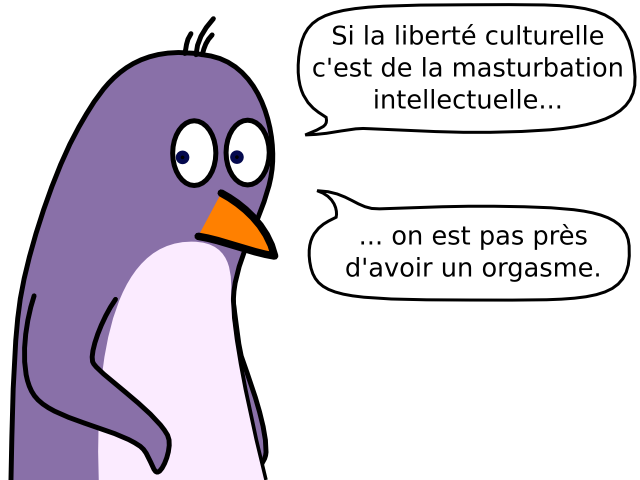 Si la liberté culturelle
c'est de la masturbation
intellectuelle...
... on est pas près
d'avoir un orgasme.